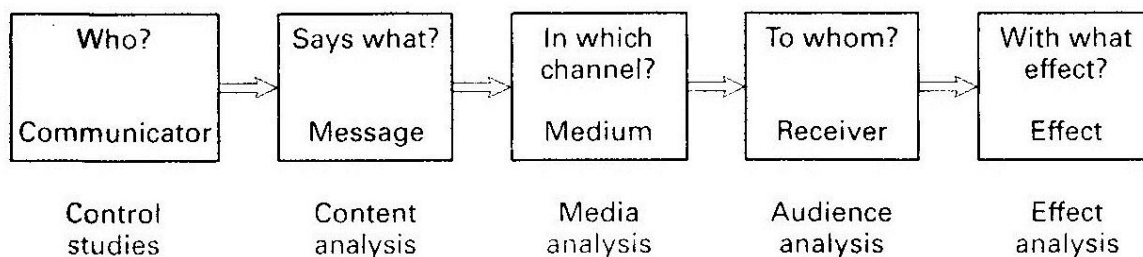 Who?
Communicator
Says what?
Message
In which
channel?
Medium
To whom?
Receiver
With what
effect?
Effect
Control
studies
Content
analysis
Media
analysis
Audience
analysis
Effect
analysis